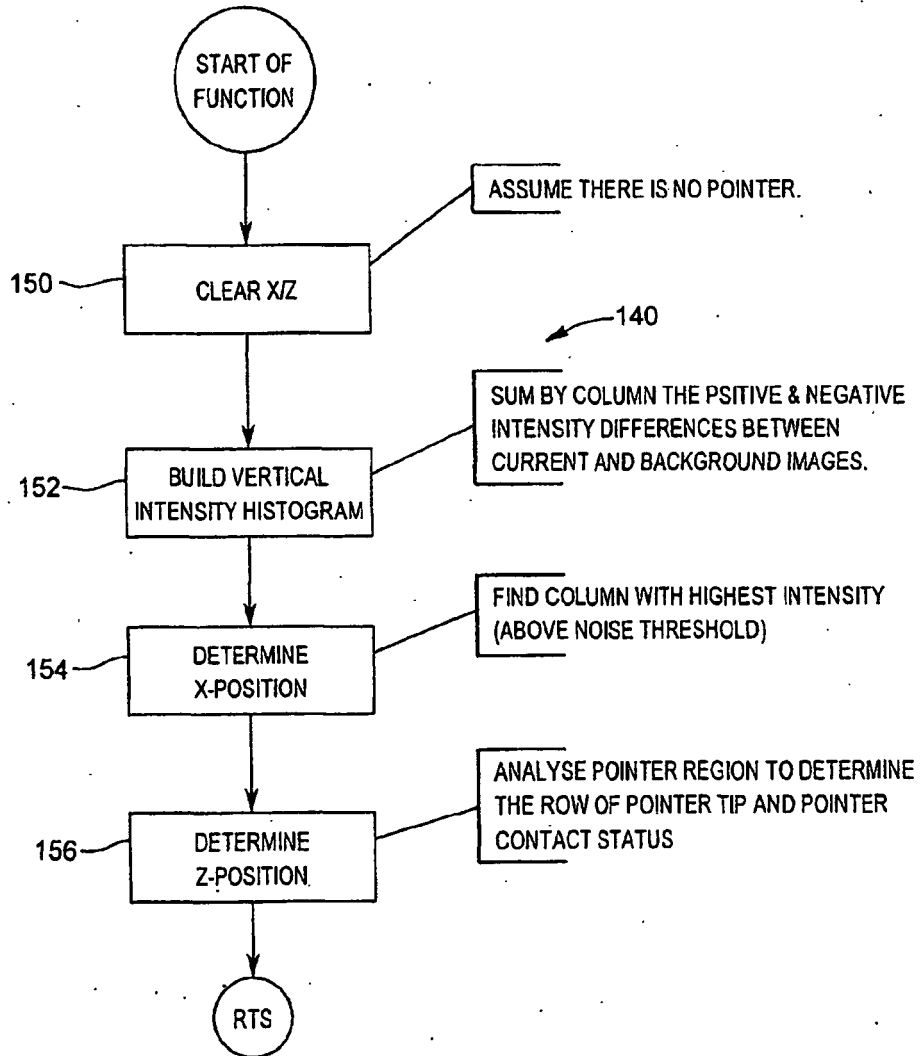 START OF
FUNCTION
ASSUME THERE IS NO POINTER.
150
CLEAR X/Z
140
SUM BY COLUMN THE PSITIVE & NEGATIVE
INTENSITY DIFFERENCES BETWEEN
CURRENT AND BACKGROUND IMAGES.
152
BUILD VERTICAL
INTENSITY HISTOGRAM
FIND COLUMN WITH HIGHEST INTENSITY
(ABOVE NOISE THRESHOLD)
154
DETERMINE
X-POSITION
ANALYSE POINTER REGION TO DETERMINE
THE ROW OF POINTER TIP AND POINTER
CONTACT STATUS
156
DETERMINE
Z-POSITION
RTS